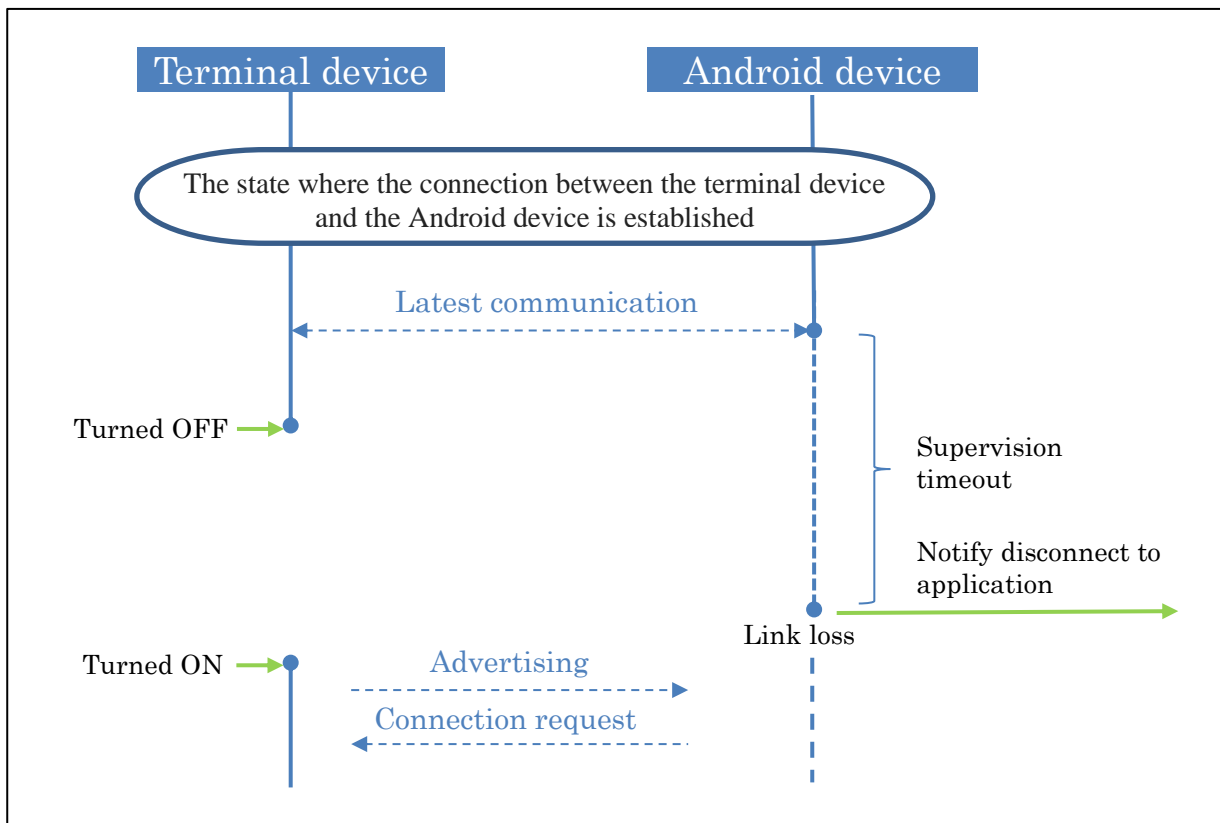 Terminal device
Android device
The state where the connection between the terminal device
and the Android device is established
Latest communication
Turned OFF
Supervision
timeout
Notify disconnect to
application
Link loss
Turned ON
Advertising
Connection request